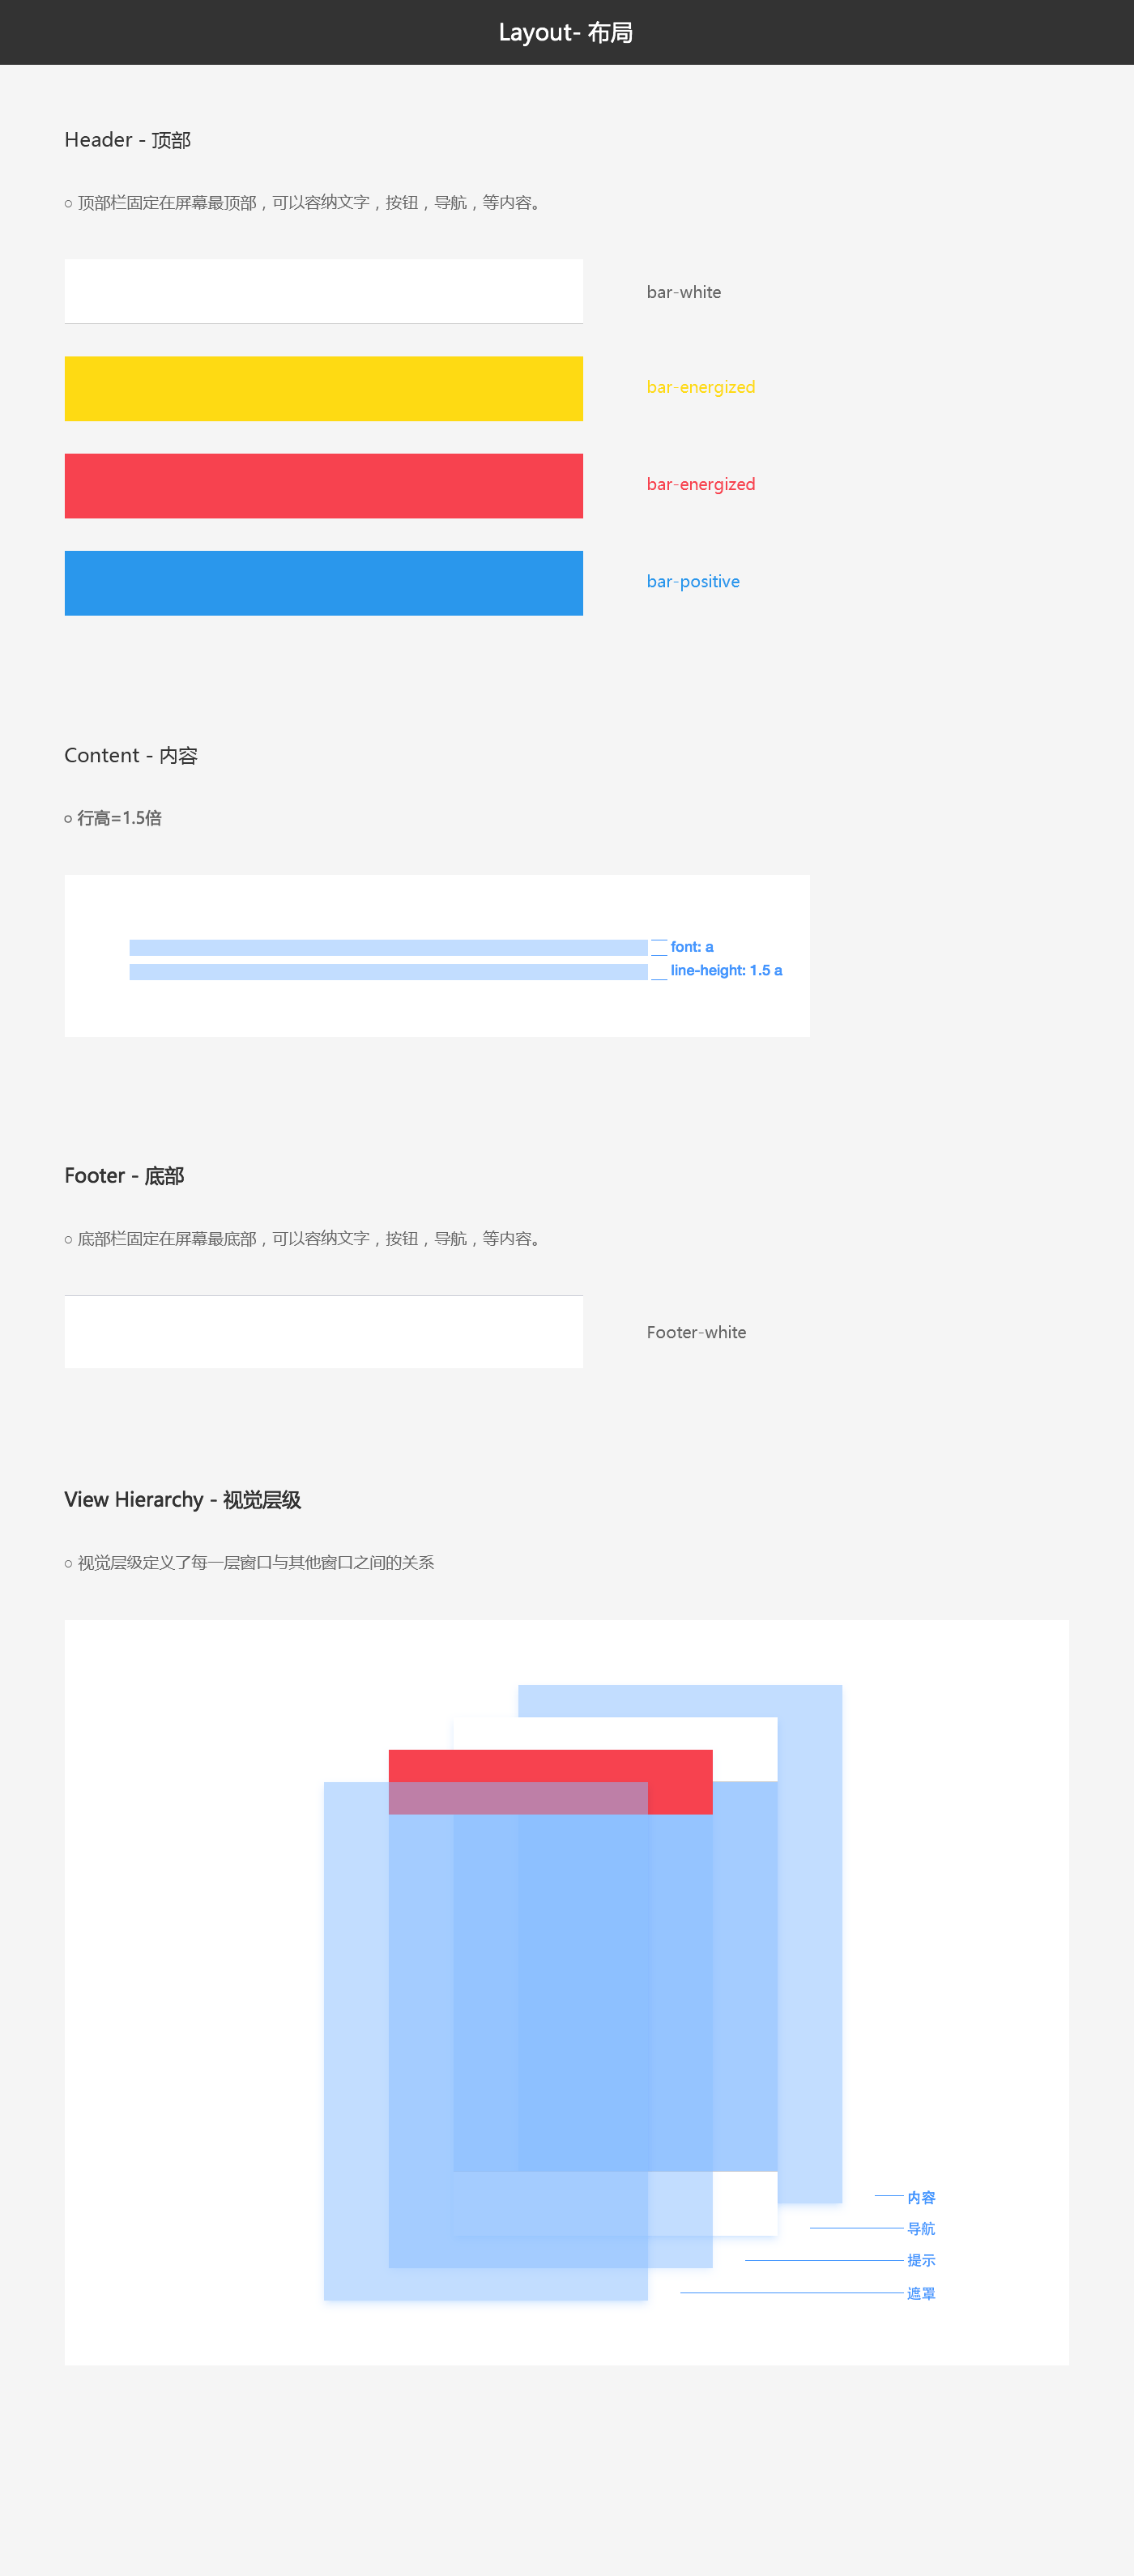 Layout- 布局
Header - 顶部
○ 顶部栏固定在屏幕最顶部，可以容纳文字，按钮，导航，等内容。
bar-white
bar-energized
bar-energized
bar-positive
Content - 内容
○ 行高=1.5倍
font: a
line-height: 1.5 a
Footer - 底部
○ 底部栏固定在屏幕最底部，可以容纳文字，按钮，导航，等内容。
Footer-white
View Hierarchy - 视觉层级
○ 视觉层级定义了每一层窗口与其他窗口之间的关系
内容
导航
提示
遮罩